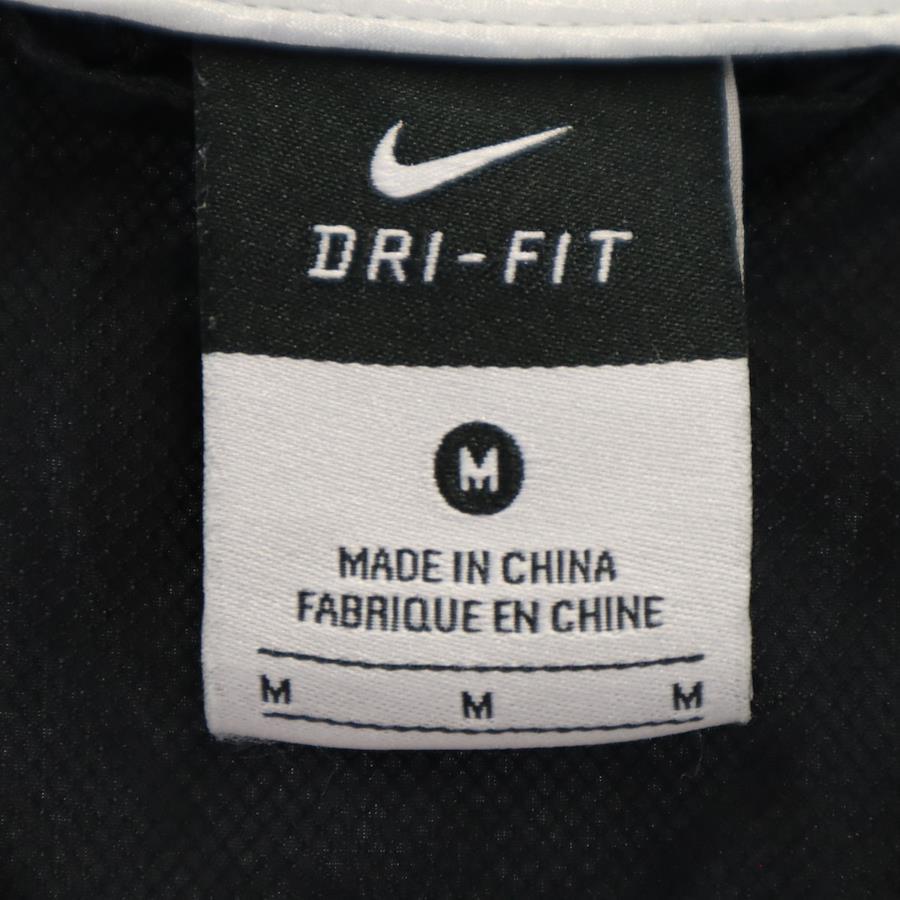 DRI-FIT
M
MADE IN CHINA
FABRIQUE EN CHINE
M M M